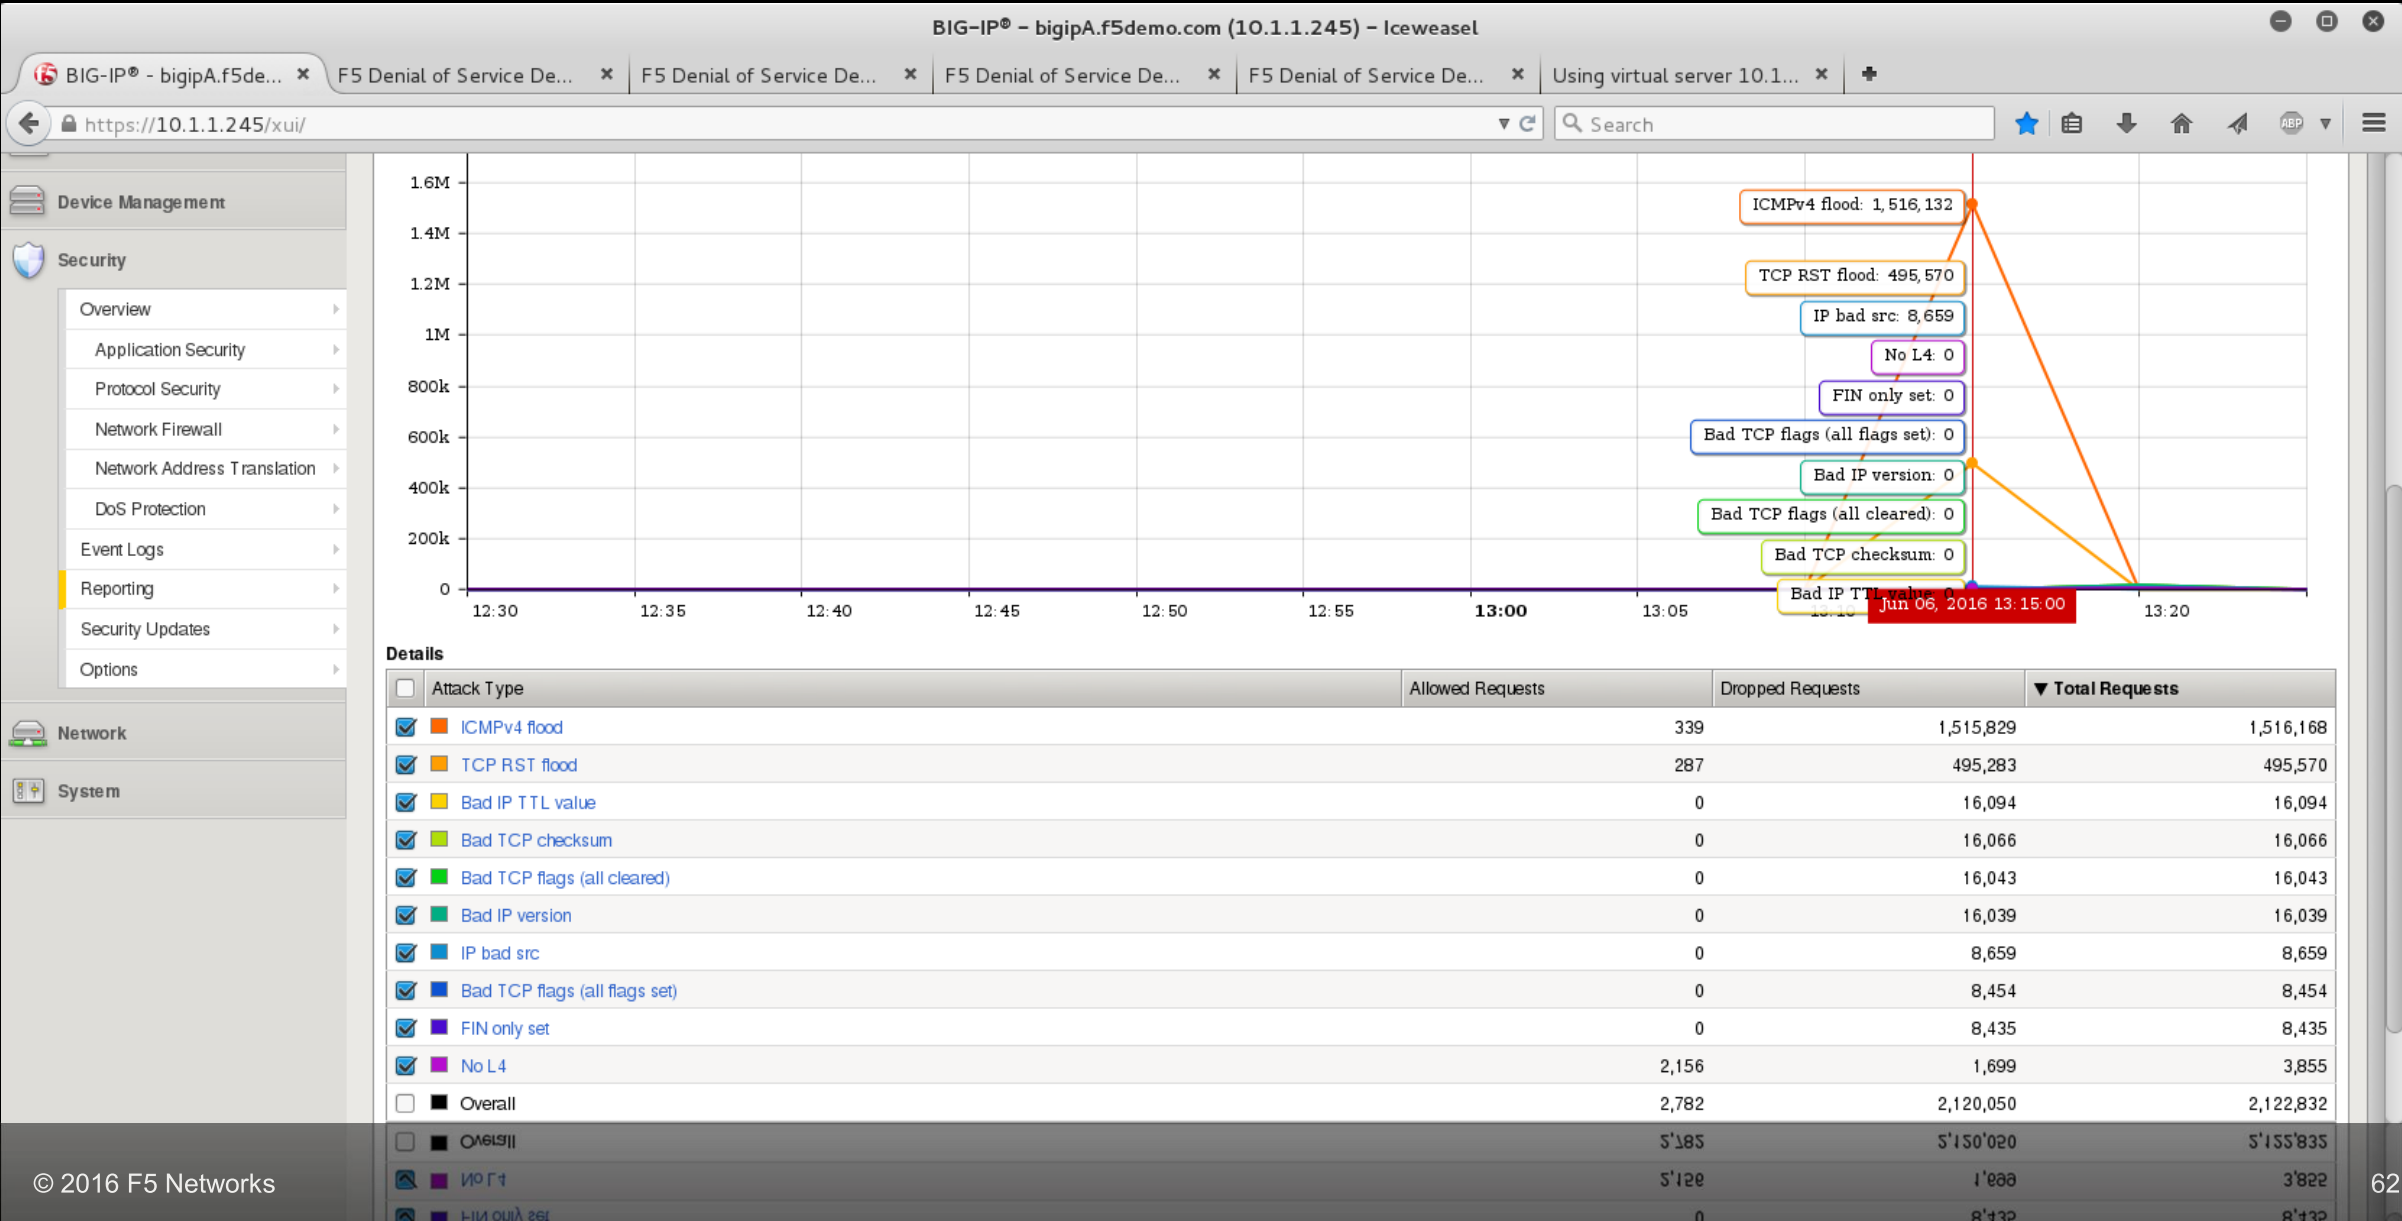 BIG-IP® - bigipA.f5demo.com (10.1.1.245) - Iceweasel
BIG-IP® - bigipA.f5de... F5 Denial of Service De... F5 Denial of Service De... F5 Denial of Service De... F5 Denial of Service De... Using virtual server 10.1...
https://10.1.1.245/xui/
Search
ABP
Device Management
Security
Overview
Application Security
Protocol Security
Network Firewall
Network Address Translation
DoS Protection
Event Logs
Reporting
Security Updates
Options
Network
System
1.6M
1.4M
1.2M
1M
800k
600k
400k
200k
0
ICMPv4 flood: 1,516,132
TCP RST flood: 495,570
IP bad src: 8,659
No L4: 0
FIN only set: 0
Bad TCP flags (all flags set): 0
Bad IP version: 0
Bad TCP flags (all cleared): 0
Bad TCP checksum: 0
Bad IP TTL value: 0
Jun 06, 2016 13:15:00
12:30 12:35 12:40 12:45 12:50 12:55 13:00 13:05 13:10 13:20
Details
Attack Type Allowed Requests Dropped Requests ▼ Total Requests
ICMPv4 flood 339 1,515,829 1,516,168
TCP RST flood 287 495,283 495,570
Bad IP TTL value 0 16,094 16,094
Bad TCP checksum 0 16,066 16,066
Bad TCP flags (all cleared) 0 16,043 16,043
Bad IP version 0 16,039 16,039
IP bad src 0 8,659 8,659
Bad TCP flags (all flags set) 0 8,454 8,454
FIN only set 0 8,435 8,435
No L4 2,156 1,699 3,855
Overall 2,782 2,120,050 2,122,832
© 2016 F5 Networks
62